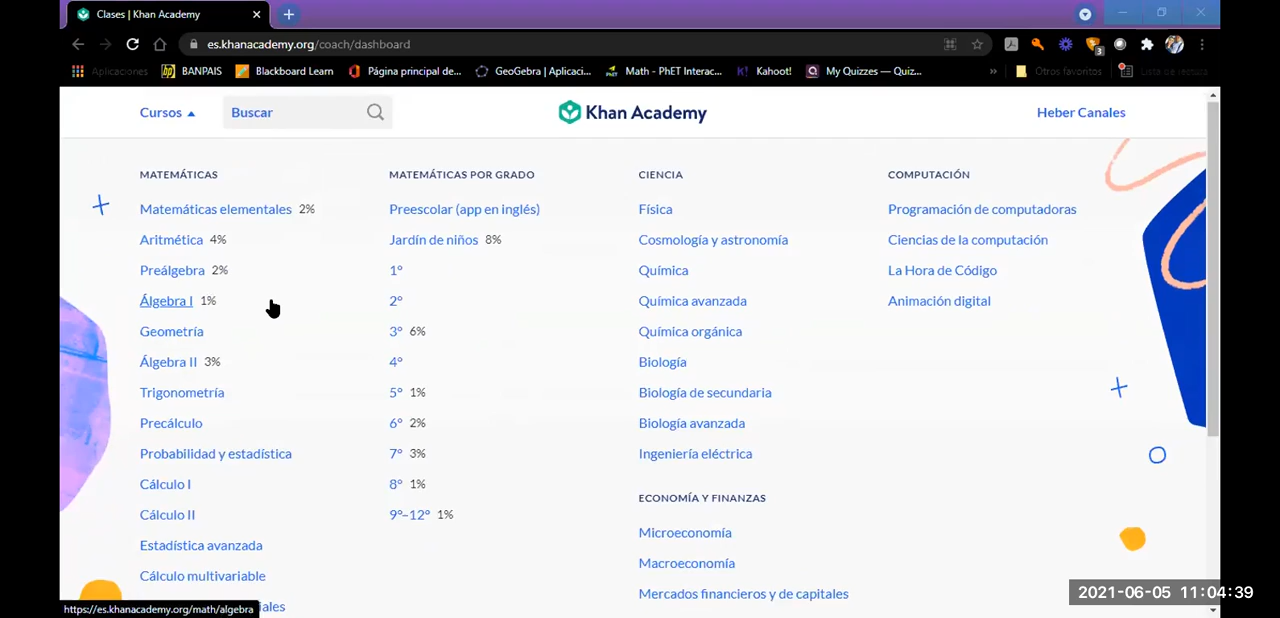 Clases | Khan Academy
es.khanacademy.org/coach/dashboard
3
Aplicaciones
bp BANPAIS
Blackboard Learn
Página principal de...
GeoGebra | Aplicaci...
Math - PhET Interac...
K! Kahoot!
Q My Quizzes — Quiz...
»
Otros favoritos
Lista de lectura
Cursos
Buscar
Khan Academy
Heber Canales
MATEMÁTICAS
Matemáticas elementales 2%
Aritmética 4%
Preálgebra 2%
Álgebra I 1%
Geometría
Álgebra II 3%
Trigonometría
Precálculo
Probabilidad y estadística
Cálculo I
Cálculo II
Estadística avanzada
Cálculo multivariable
iales
MATEMÁTICAS POR GRADO
Preescolar (app en inglés)
Jardín de niños 8%
1°
2°
3° 6%
4°
5° 1%
6° 2%
7° 3%
8° 1%
9°–12° 1%
CIENCIA
Física
Cosmología y astronomía
Química
Química avanzada
Química orgánica
Biología
Biología de secundaria
Biología avanzada
Ingeniería eléctrica
ECONOMÍA Y FINANZAS
Microeconomía
Macroeconomía
Mercados financieros y de capitales
COMPUTACIÓN
Programación de computadoras
Ciencias de la computación
La Hora de Código
Animación digital
https://es.khanacademy.org/math/algebra
2021-06-05 11:04:39